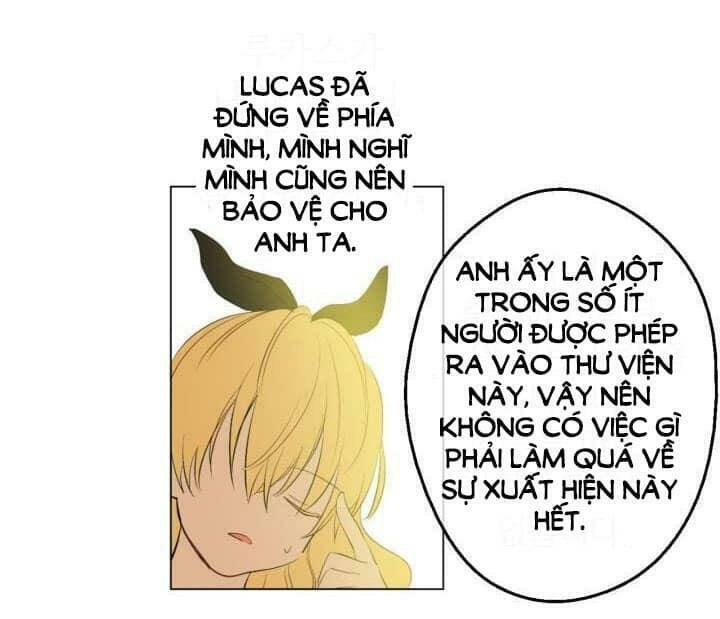 LUCAS ĐÃ
ĐỨNG VỀ PHÍA
MÌNH, MÌNH NGHĨ
MÌNH CŨNG NÊN
BẢO VỆ CHO
ANH TA.
ANH ẤY LÀ MỘT
TRONG SỐ ÍT
NGƯỜI ĐƯỢC PHÉP
RA VÀO THƯ VIỆN
NÀY, VẬY NÊN
KHÔNG CÓ VIỆC GÌ
PHẢI LÀM QUÁ VỀ
SỰ XUẤT HIỆN NÀY
HẾT.